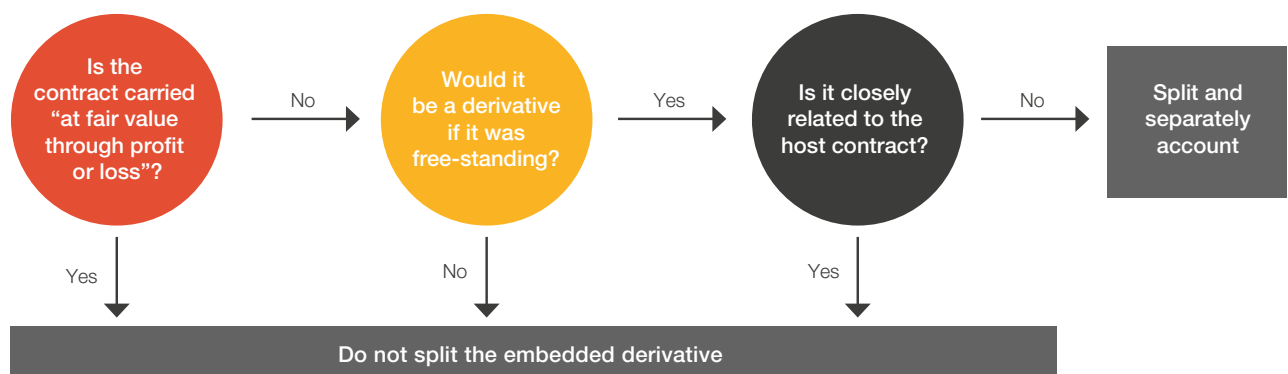 Is the
contract carried
“at fair value
through profit
or loss”?
No
Would it
be a derivative
if it was
free-standing?
Yes
Is it closely
related to the
host contract?
No
Split and
separately
account
Yes
No
Yes
Do not split the embedded derivative